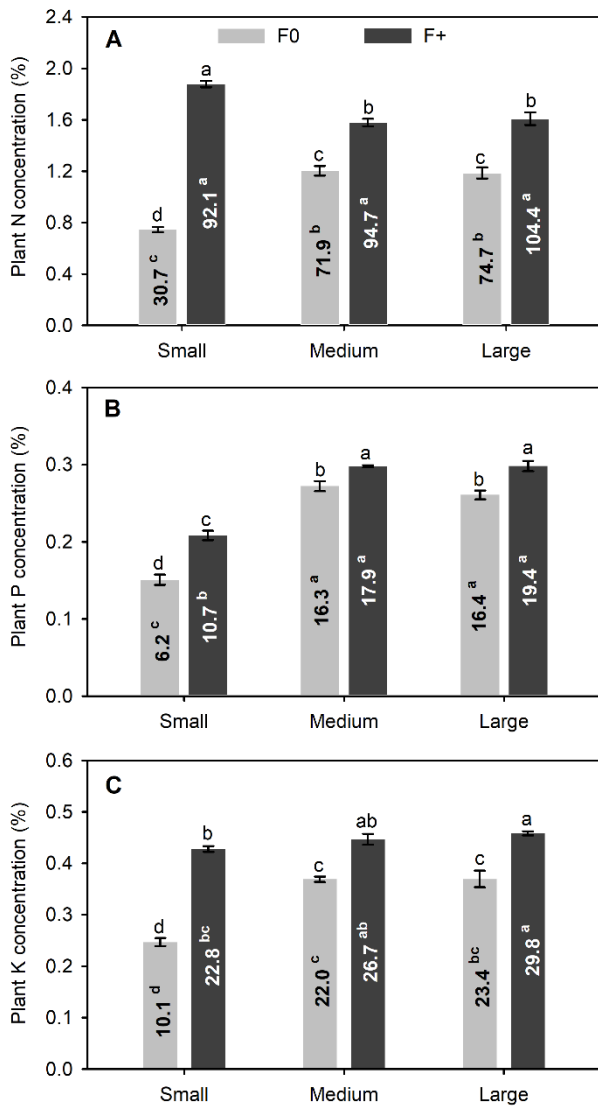 A
F0
F+
Plant N concentration (%)
2.4
2.0
1.6
1.2
0.8
0.4
0.0
d
a
c
b
c
b
30.7 c
92.1 a
71.9 b
94.7 a
74.7 b
104.4 a
Small
Medium
Large
B
Plant P concentration (%)
0.4
0.3
0.2
0.1
0.0
d
c
b
a
b
a
6.2 c
10.7 b
16.3 a
17.9 a
16.4 a
19.4 a
Small
Medium
Large
C
Plant K concentration (%)
0.6
0.5
0.4
0.3
0.2
0.1
0.0
d
b
c
ab
c
a
10.1 d
22.8 bc
22.0 c
26.7 ab
23.4 bc
29.8 a
Small
Medium
Large